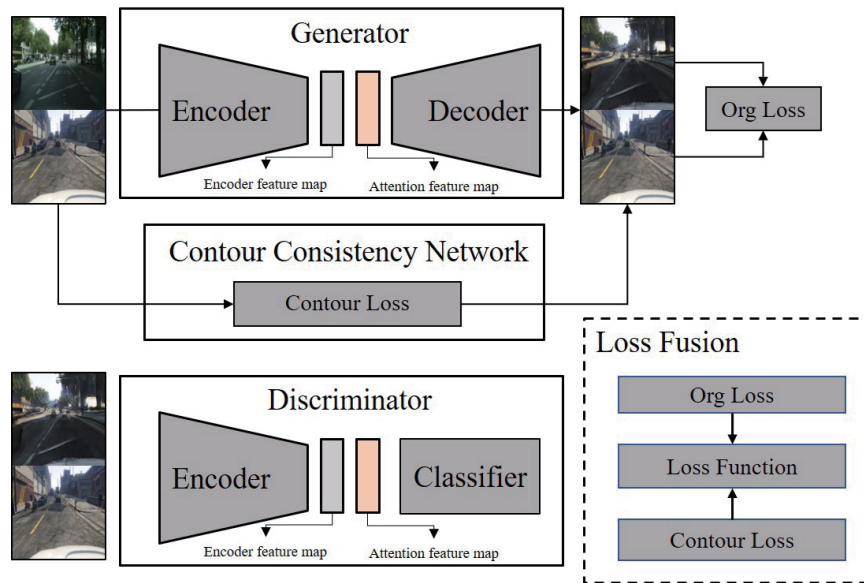 Generator
Encoder
Decoder
Encoder feature map
Attention feature map
Org Loss
Contour Consistency Network
Contour Loss
Discriminator
Encoder
Classifier
Encoder feature map
Attention feature map
Loss Fusion
Org Loss
Loss Function
Contour Loss